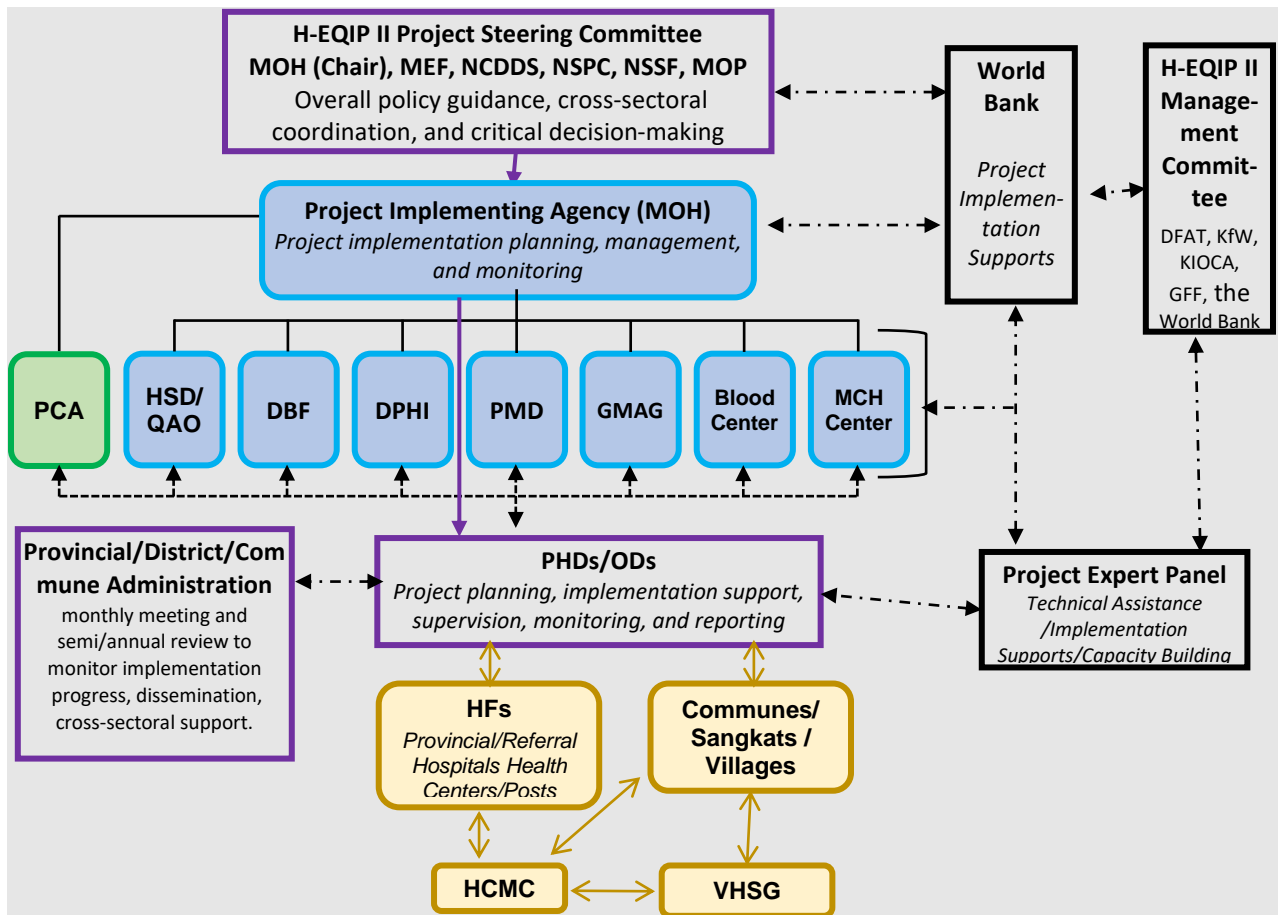 H-EQIP II Project Steering Committee
MOH (Chair), MEF, NCDDS, NSPC, NSSF, MOP
Overall policy guidance, cross-sectoral
coordination, and critical decision-making
World
Bank
Project
Implemen-
tation
Supports
H-EQIP II
Manage-
ment
Commit-
tee
DFAT, KfW,
KIOCA,
GFF, the
World Bank
Project Implementing Agency (MOH)
Project implementation planning, management,
and monitoring
PCA
HSD/
QAO
DBF
DPHI
PMD
GMAG
Blood
Center
MCH
Center
Provincial/District/Com
mune Administration
monthly meeting and
semi/annual review to
monitor implementation
progress, dissemination,
cross-sectoral support.
PHDs/ODs
Project planning, implementation support,
supervision, monitoring, and reporting
Project Expert Panel
Technical Assistance
/Implementation
Supports/Capacity Building
HFs
Provincial/Referral
Hospitals Health
Centers/Posts
Communes/
Sangkats /
Villages
HCMC
VHSG